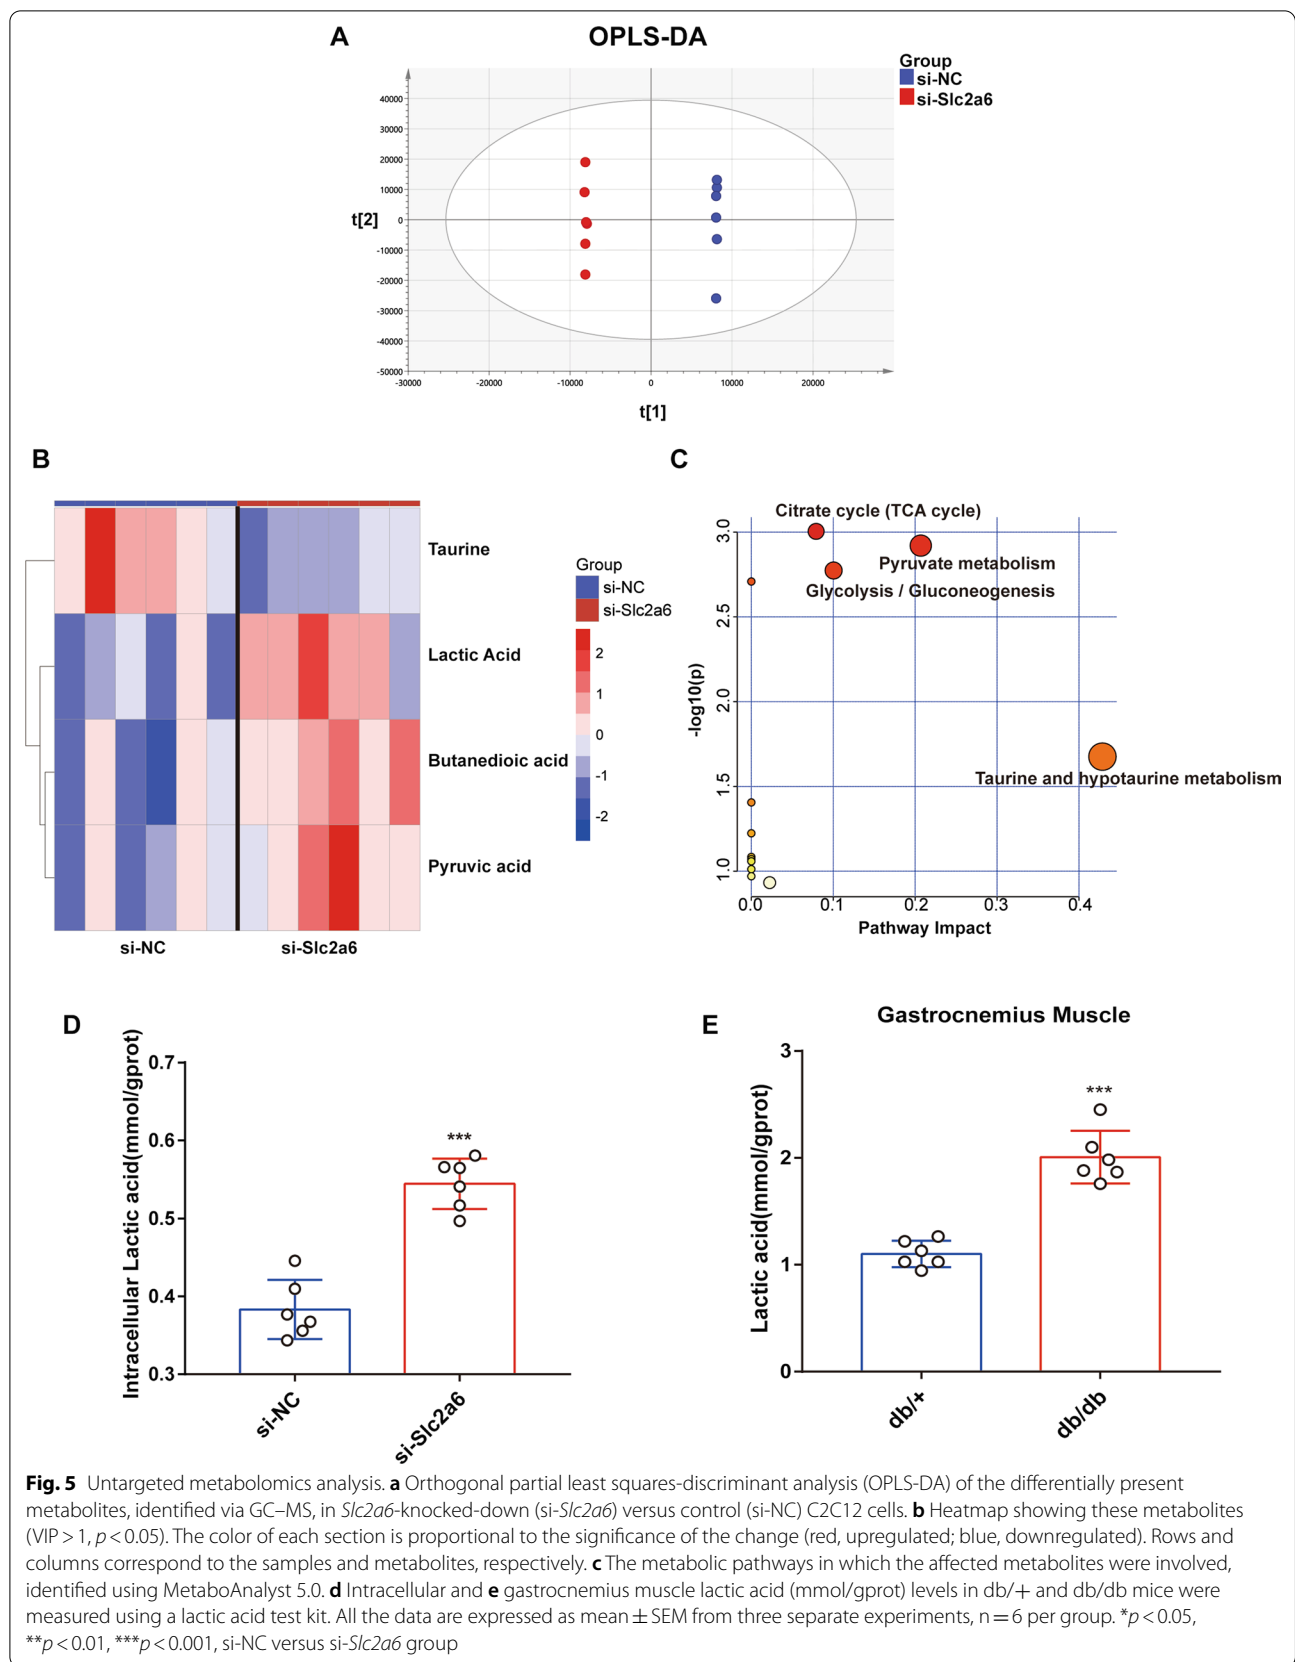 A
OPLS-DA
Group
si-NC
si-Slc2a6
40000
30000
20000
10000
0
-10000
-20000
-30000
-40000
-50000
t[2]
-30000 -20000 -10000 0 10000 20000
t[1]
B
Taurine
Lactic Acid
Butanedioic acid
Pyruvic acid
si-NC si-Slc2a6
Group
si-NC
si-Slc2a6
2
1
0
-1
-2
C
Citrate cycle (TCA cycle)
Pyruvate metabolism
Glycolysis / Gluconeogenesis
Taurine and hypotaurine metabolism
-log10(p)
3.0
2.5
2.0
1.5
1.0
0.0 0.1 0.2 0.3 0.4
Pathway Impact
D
Intracellular Lactic acid(mmol/gprot)
0.7
0.6
0.5
0.4
0.3
***
si-NC
si-Slc2a6
E
Gastrocnemius Muscle
Lactic acid(mmol/gprot)
3
2
1
0
***
db/+
db/db
Fig. 5 Untargeted metabolomics analysis. a Orthogonal partial least squares-discriminant analysis (OPLS-DA) of the differentially present
metabolites, identified via GC–MS, in Slc2a6-knocked-down (si-Slc2a6) versus control (si-NC) C2C12 cells. b Heatmap showing these metabolites
(VIP > 1, p < 0.05). The color of each section is proportional to the significance of the change (red, upregulated; blue, downregulated). Rows and
columns correspond to the samples and metabolites, respectively. c The metabolic pathways in which the affected metabolites were involved,
identified using MetaboAnalyst 5.0. d Intracellular and e gastrocnemius muscle lactic acid (mmol/gprot) levels in db/+ and db/db mice were
measured using a lactic acid test kit. All the data are expressed as mean ± SEM from three separate experiments, n = 6 per group. *p < 0.05,
**p < 0.01, ***p < 0.001, si-NC versus si-Slc2a6 group